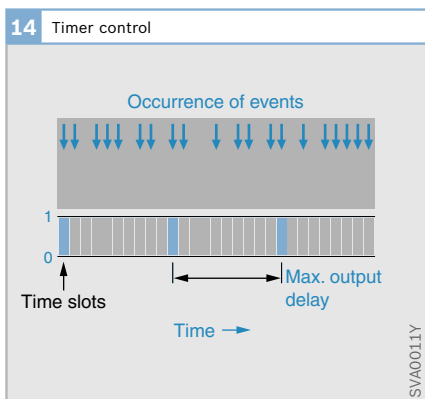 14 Timer control
Occurrence of events
1
0
Time slots
Max. output
delay
Time
SVA0011Y